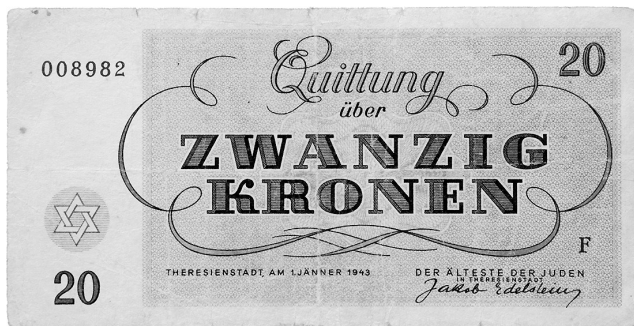 008982
Quittung
20
über
ZWANZIG
KRONEN
F
THERESIENSTADT, AM 1.JÄNNER 1943
DER ÄLTESTE DER JUDEN
IN THERESIENSTADT
Jakob Edelstein
20